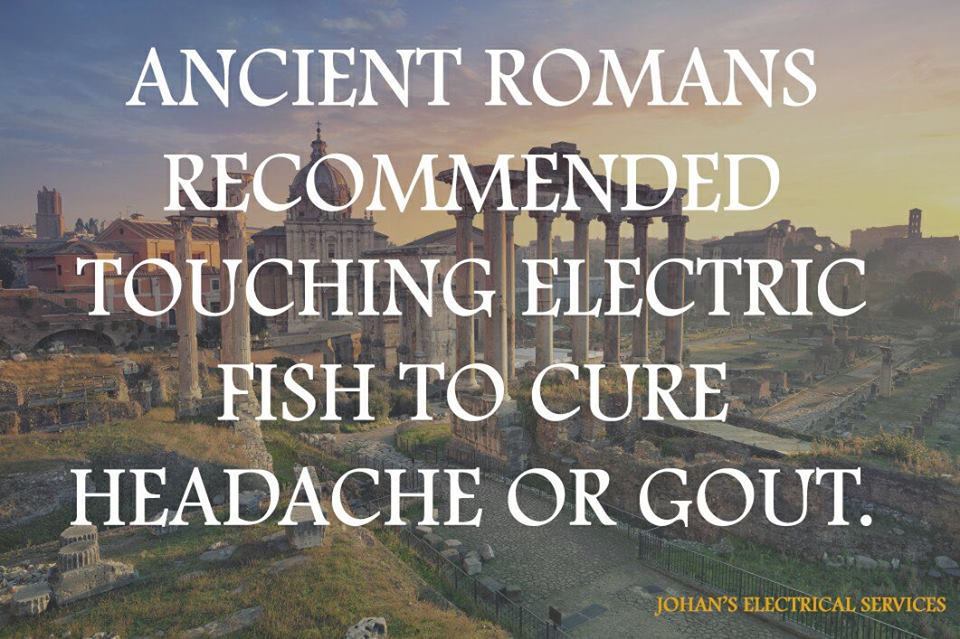 ANCIENT ROMANS
RECOMMENDED
TOUCHING ELECTRIC
FISH TO CURE
HEADACHE OR GOUT.
JOHAN'S ELECTRICAL SERVICES